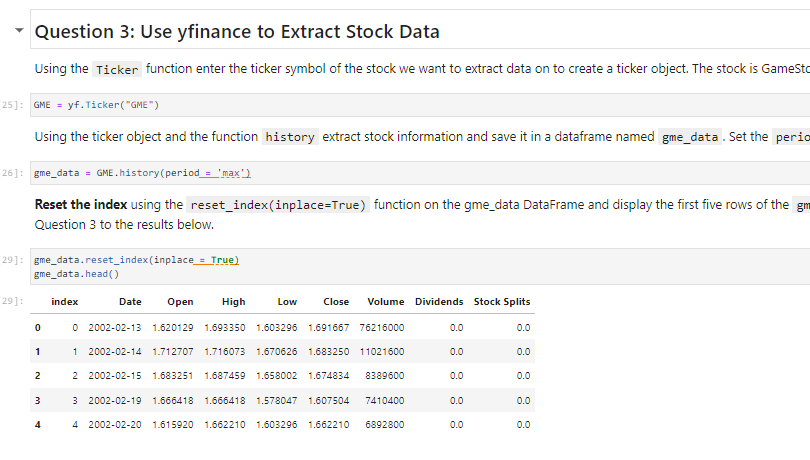 Question 3: Use yfinance to Extract Stock Data
Using the Ticker function enter the ticker symbol of the stock we want to extract data on to create a ticker object. The stock is GameSto
25]: GME = yf.Ticker("GME")
Using the ticker object and the function history extract stock information and save it in a dataframe named gme_data . Set the perio
26]: gme_data = GME.history(period = 'max')
Reset the index using the reset_index(inplace=True) function on the gme_data DataFrame and display the first five rows of the gm
Question 3 to the results below.
29]: gme_data.reset_index(inplace = True)
gme_data.head()
29]: index Date Open High Low Close Volume Dividends Stock Splits
0 0 2002-02-13 1.620129 1.693350 1.603296 1.691667 76216000 0.0 0.0
1 1 2002-02-14 1.712707 1.716073 1.670626 1.683250 11021600 0.0 0.0
2 2 2002-02-15 1.683251 1.687459 1.658002 1.674834 8389600 0.0 0.0
3 3 2002-02-19 1.666418 1.666418 1.578047 1.607504 7410400 0.0 0.0
4 4 2002-02-20 1.615920 1.662210 1.603296 1.662210 6892800 0.0 0.0